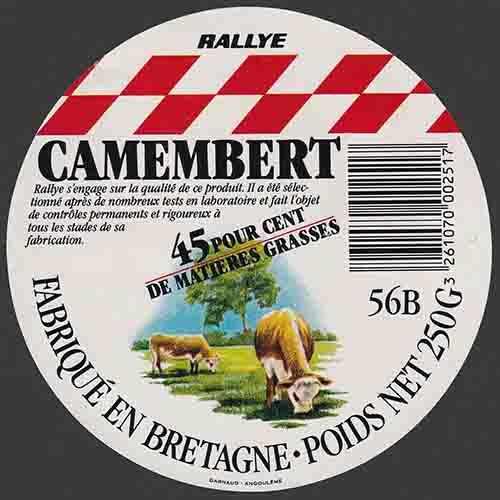 RALLYE
CAMEMBERT
Rallye s'engage sur la qualité de ce produit. Il a été sélec-
tionné après de nombreux tests en laboratoire et fait l'objet
de contrôles permanents et rigoureux à
tous les stades de sa
fabrication.
45 POUR CENT
DE MATIÈRES GRASSES
3 261070 002517
56B
FABRIQUÉ EN BRETAGNE • POIDS NET 250G
GARNAUD - ANGOULÊME